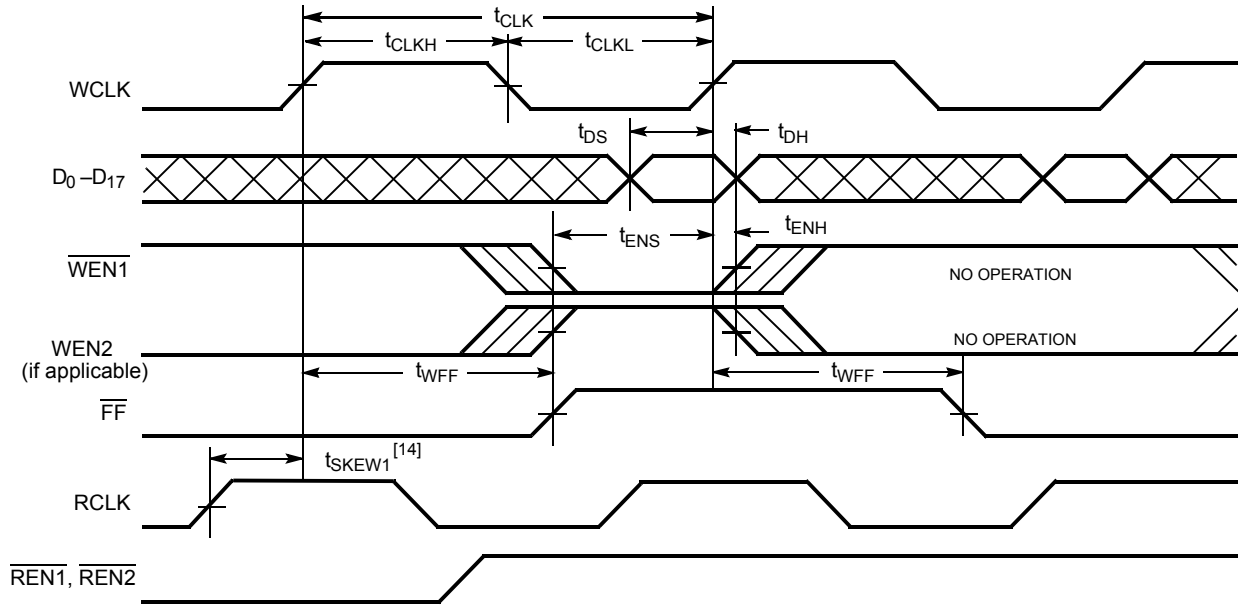 tCLK
tCLKH
tCLKL
WCLK
tDS
tDH
D0 –D17
tENS
tENH
WEN1
NO OPERATION
WEN2
(if applicable)
NO OPERATION
tWFF
tWFF
FF
tSKEW1[14]
RCLK
REN1, REN2